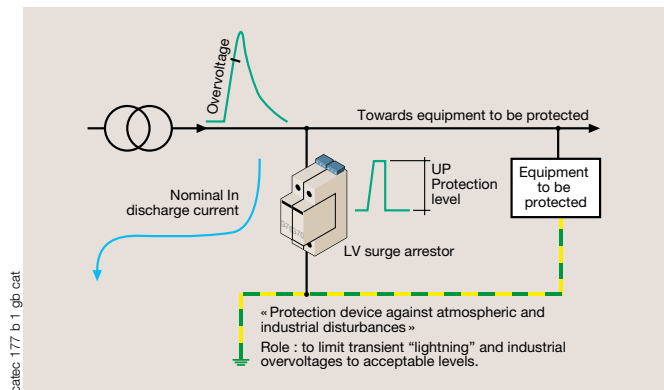 Overvoltage
Towards equipment to be protected
Nominal In
discharge current
UP
Protection
level
Equipment
to be
protected
LV surge arrestor
« Protection device against atmospheric and
industrial disturbances »
Role : to limit transient “lightning” and industrial
overvoltages to acceptable levels.
catec 177 b 1 gb cat